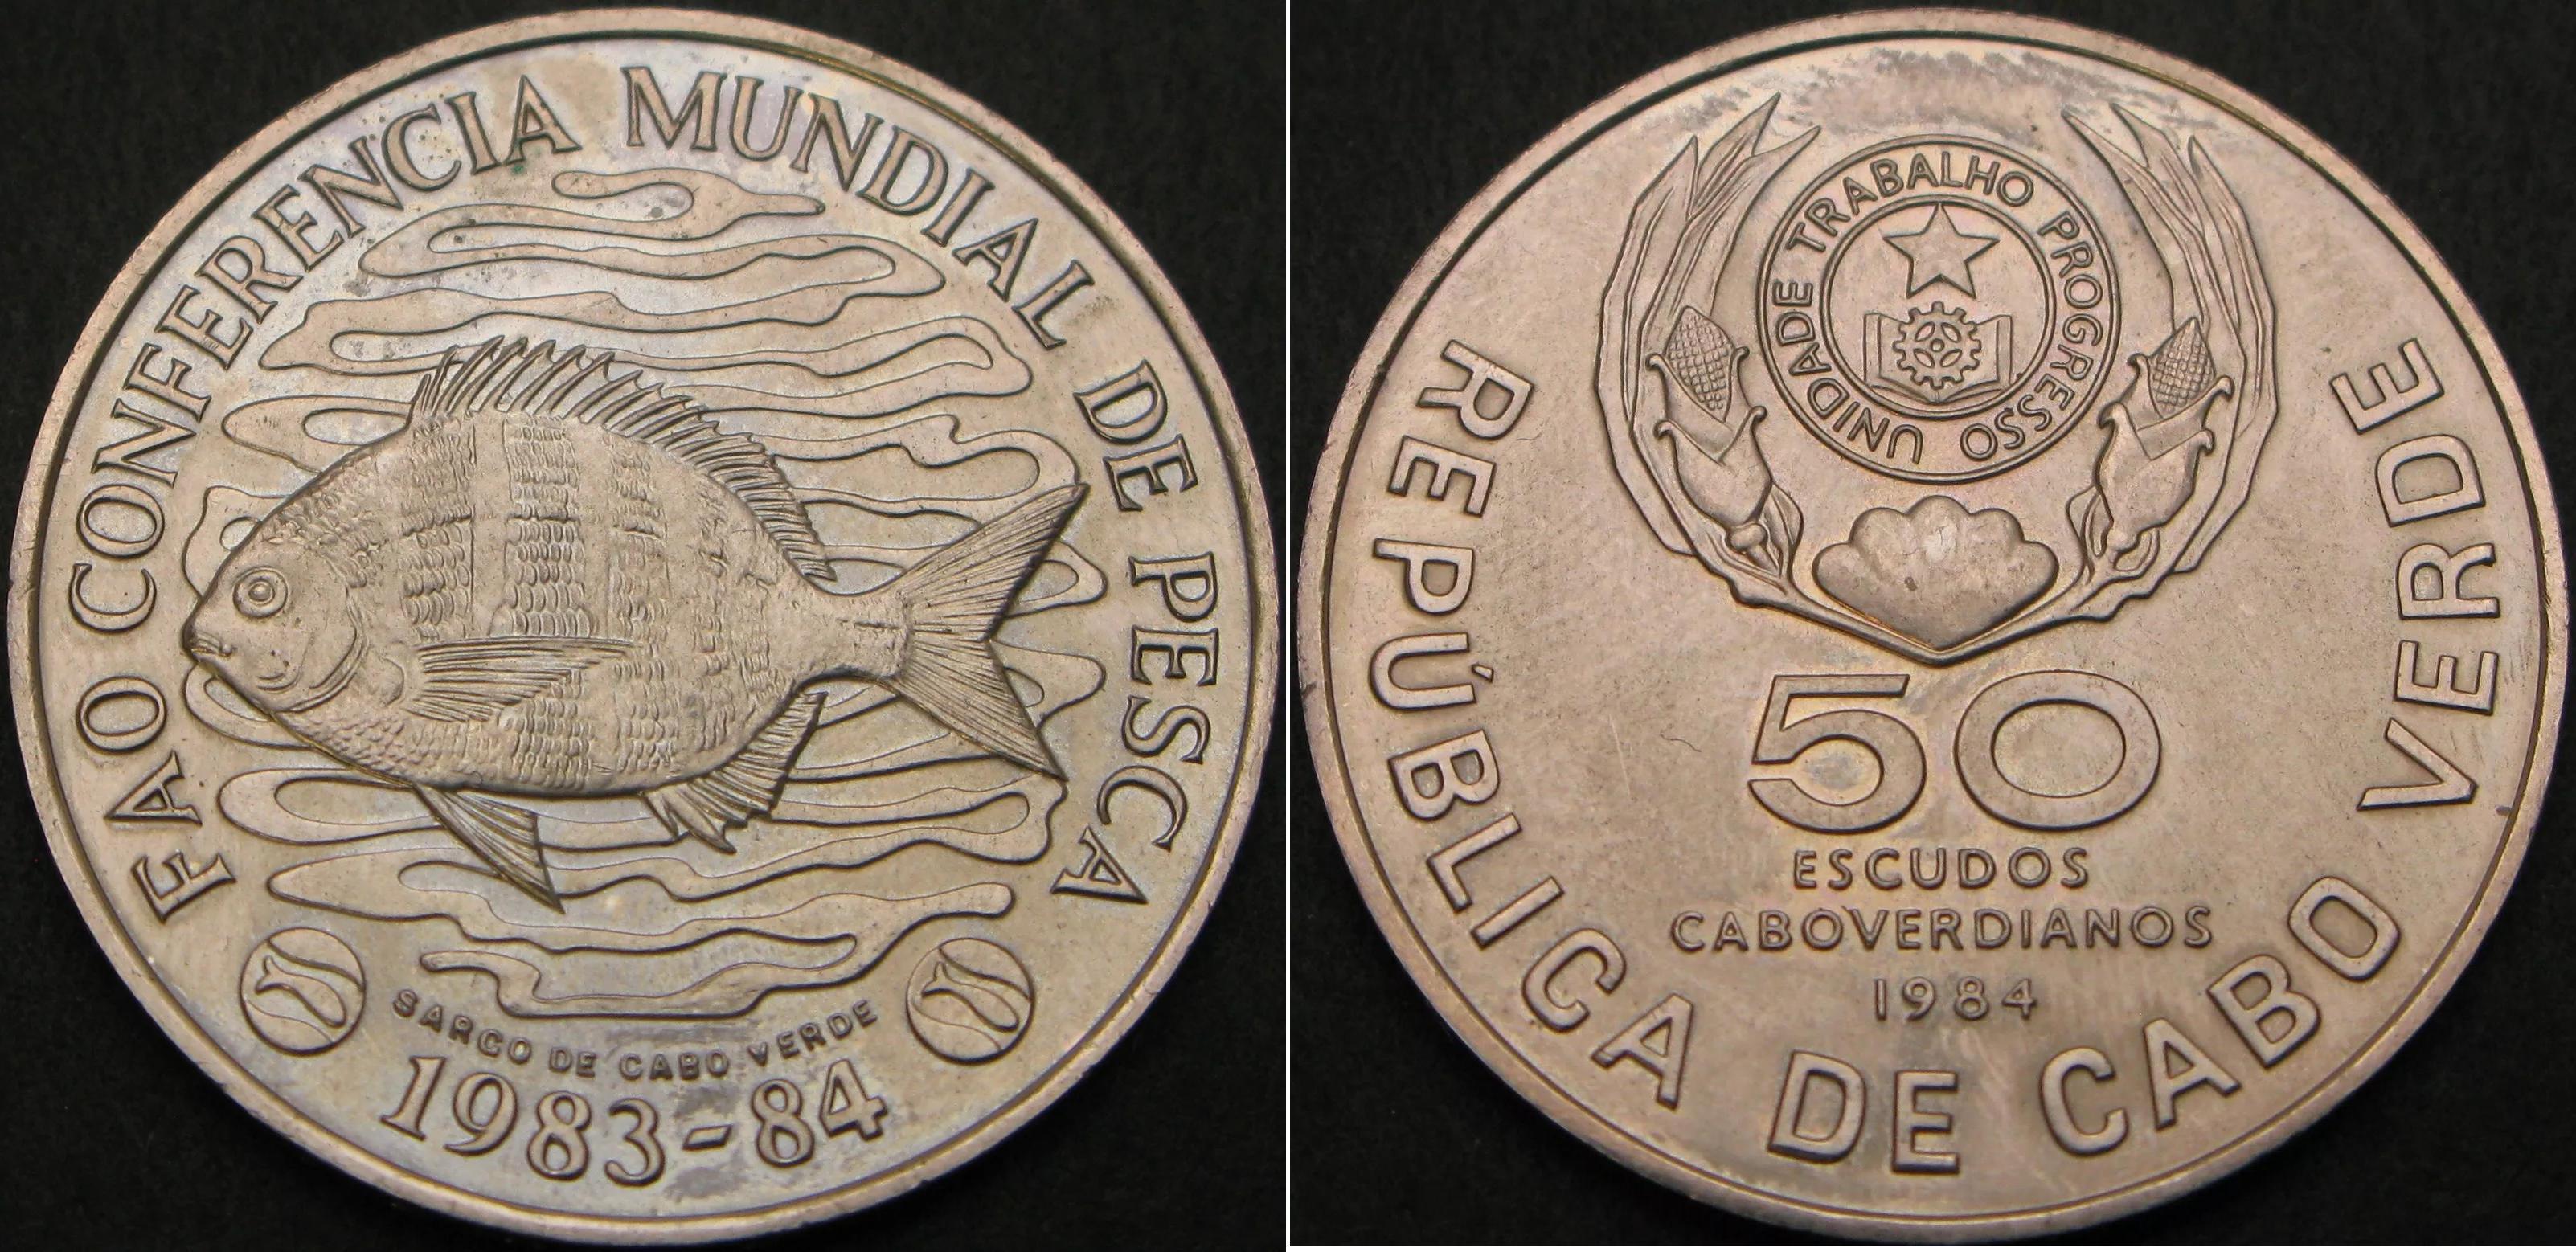 FAO CONFERENCIA MUNDIAL DE PESCA
SARGO DE CABO VERDE
1983-84
UNIDADE TRABALHO PROGRESSO
50
ESCUDOS
CABOVERDIANOS
1984
REPÚBLICA DE CABO VERDE